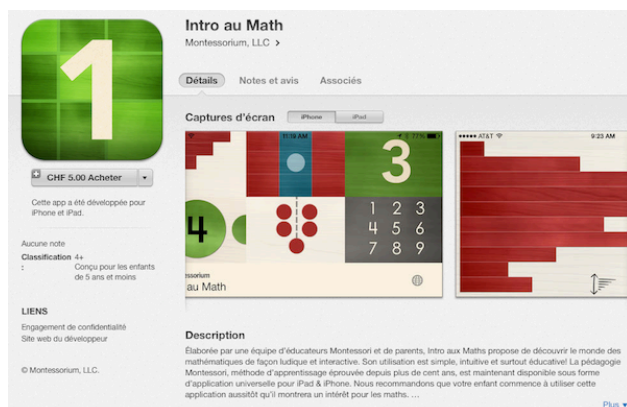 Intro au Math
Montessorium, LLC >
Détails Notes et avis Associés
Captures d'écran iPhone iPad
1
CHF 5.00 Acheter
Cette app a été développée pour
iPhone et iPad.
Aucune note
Classification 4+
: Conçu pour les enfants
de 5 ans et moins
LIENS
Engagement de confidentialité
Site web du développeur
© Montessorium, LLC.
11:19 AM 77%
3
4
1 2 3
4 5 6
7 8 9
essorium
au Math
AT&T 9:23 AM
Description
Élaborée par une équipe d'éducateurs Montessori et de parents, Intro aux Maths propose de découvrir le monde des
mathématiques de façon ludique et interactive. Son utilisation est simple, intuitive et surtout éducative! La pédagogie
Montessori, méthode d'apprentissage éprouvée depuis plus de cent ans, est maintenant disponible sous forme
d'application universelle pour iPad & iPhone. Nous recommandons que votre enfant commence à utiliser cette
application aussitôt qu'il montrera un intérêt pour les maths. ...
Plus